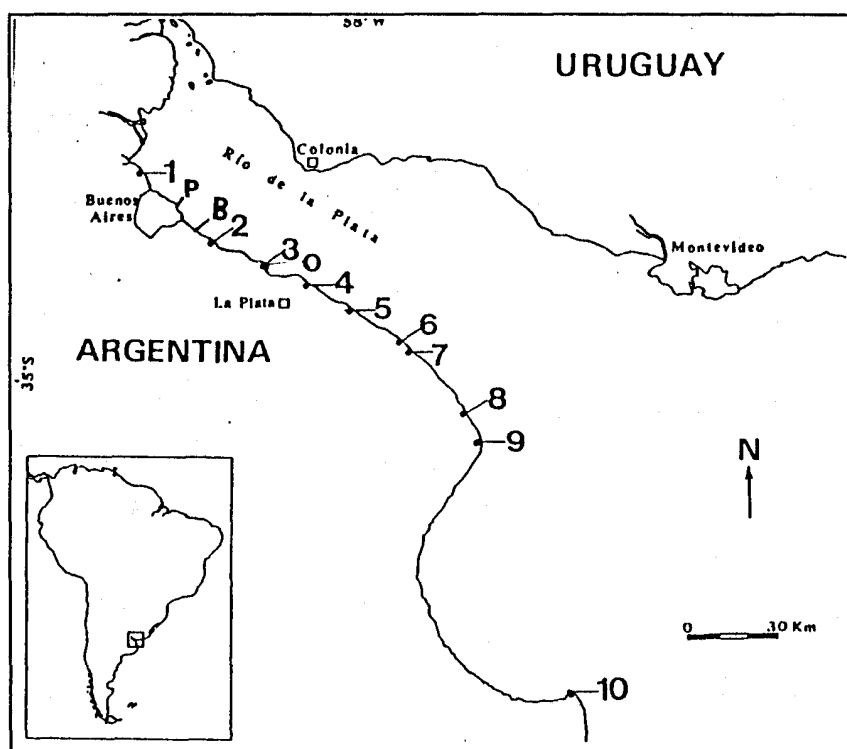 58° W
URUGUAY
Colonia
Río de la Plata
1
Buenos
Aires
P
B
2
3
O
4
La Plata
5
6
7
8
9
Montevideo
ARGENTINA
35°S
N
0 30 Km
10